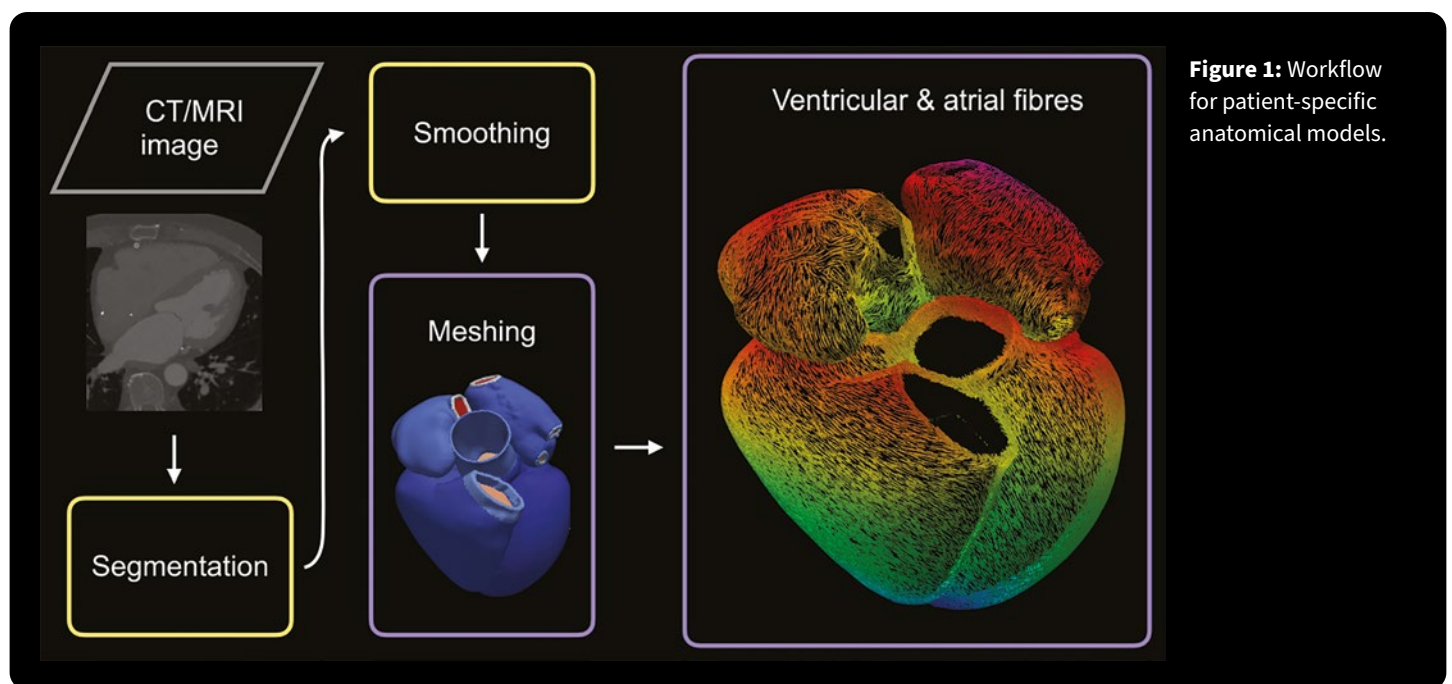 CT/MRI
image
Segmentation
Smoothing
Meshing
Ventricular & atrial fibres
Figure 1: Workflow
for patient-specific
anatomical models.